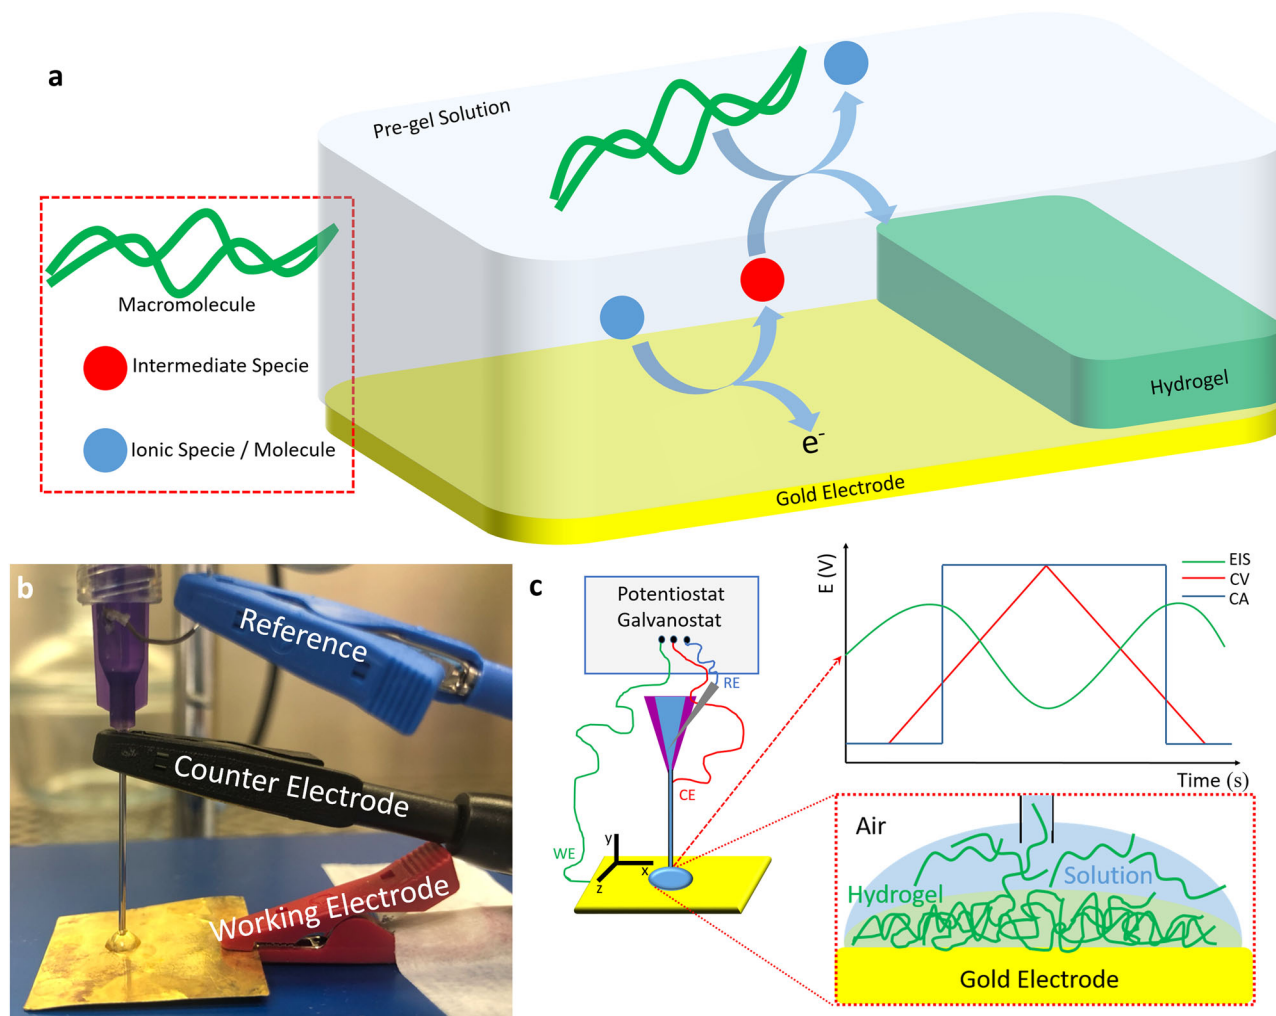 a
Pre-gel Solution
Macromolecule
Intermediate Specie
Ionic Specie / Molecule
Hydrogel
e-
Gold Electrode
b
Reference
Counter Electrode
Working Electrode
c
Potentiostat
Galvanostat
RE
CE
WE
y
x
z
E (V)
EIS
CV
CA
Time (s)
Air
Solution
Hydrogel
Gold Electrode